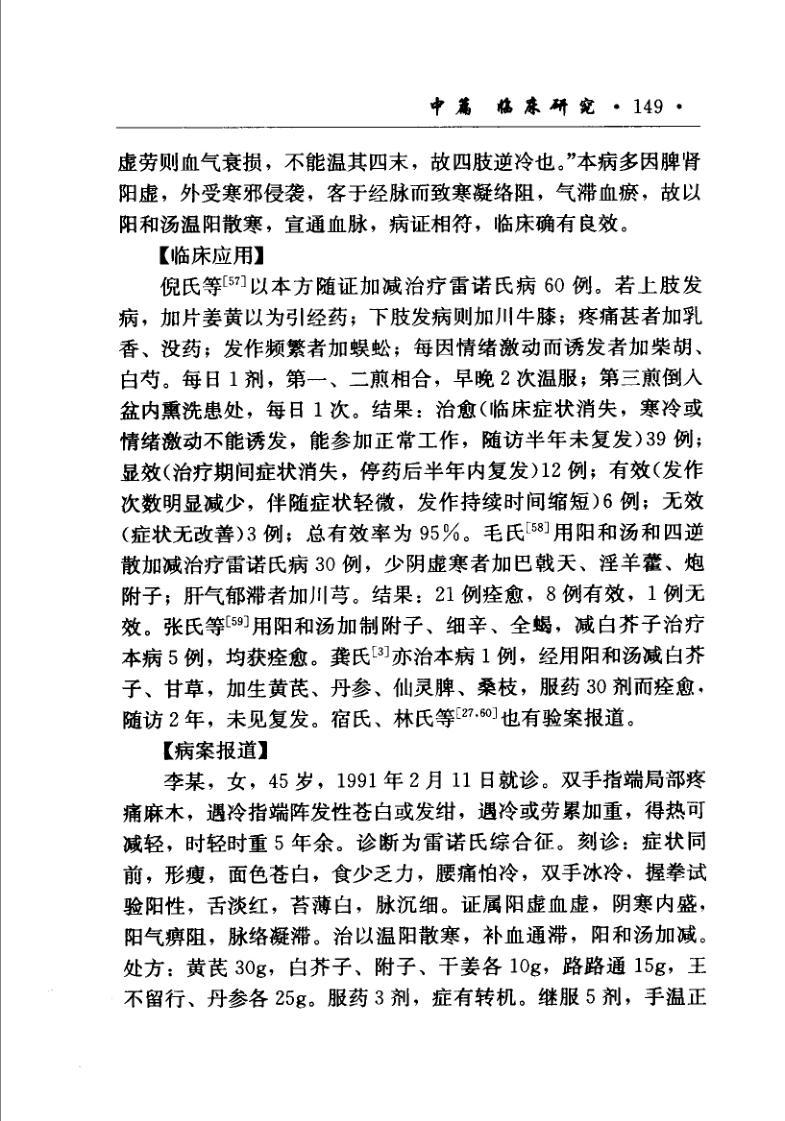 中篇 临床研究 · 149 ·
虚劳则血气衰损，不能温其四末，故四肢逆冷也。”本病多因脾肾
阳虚，外受寒邪侵袭，客于经脉而致寒凝络阻，气滞血瘀，故以
阳和汤温阳散寒，宣通血脉，病证相符，临床确有良效。
【临床应用】
倪氏等[57]以本方随证加减治疗雷诺氏病 60 例。若上肢发
病，加片姜黄以为引经药；下肢发病则加川牛膝；疼痛甚者加乳
香、没药；发作频繁者加蜈蚣；每因情绪激动而诱发者加柴胡、
白芍。每日 1 剂，第一、二煎相合，早晚 2 次温服；第三煎倒入
盆内熏洗患处，每日 1 次。结果：治愈(临床症状消失，寒冷或
情绪激动不能诱发，能参加正常工作，随访半年未复发)39 例；
显效(治疗期间症状消失，停药后半年内复发)12 例；有效(发作
次数明显减少，伴随症状轻微，发作持续时间缩短)6 例；无效
(症状无改善)3 例；总有效率为 95%。毛氏[58]用阳和汤和四逆
散加减治疗雷诺氏病 30 例，少阴虚寒者加巴戟天、淫羊藿、炮
附子；肝气郁滞者加川芎。结果：21 例痊愈，8 例有效，1 例无
效。张氏等[59]用阳和汤加制附子、细辛、全蝎，减白芥子治疗
本病 5 例，均获痊愈。龚氏[3]亦治本病 1 例，经用阳和汤减白芥
子、甘草，加生黄芪、丹参、仙灵脾、桑枝，服药 30 剂而痊愈，
随访 2 年，未见复发。宿氏、林氏等[27,60]也有验案报道。
【病案报道】
李某，女，45 岁，1991 年 2 月 11 日就诊。双手指端局部疼
痛麻木，遇冷指端阵发性苍白或发绀，遇冷或劳累加重，得热可
减轻，时轻时重 5 年余。诊断为雷诺氏综合征。刻诊：症状同
前，形瘦，面色苍白，食少乏力，腰痛怕冷，双手冰冷，握拳试
验阳性，舌淡红，苔薄白，脉沉细。证属阳虚血虚，阴寒内盛，
阳气痹阻，脉络凝滞。治以温阳散寒，补血通滞，阳和汤加减。
处方：黄芪 30g，白芥子、附子、干姜各 10g，路路通 15g，王
不留行、丹参各 25g。服药 3 剂，症有转机。继服 5 剂，手温正